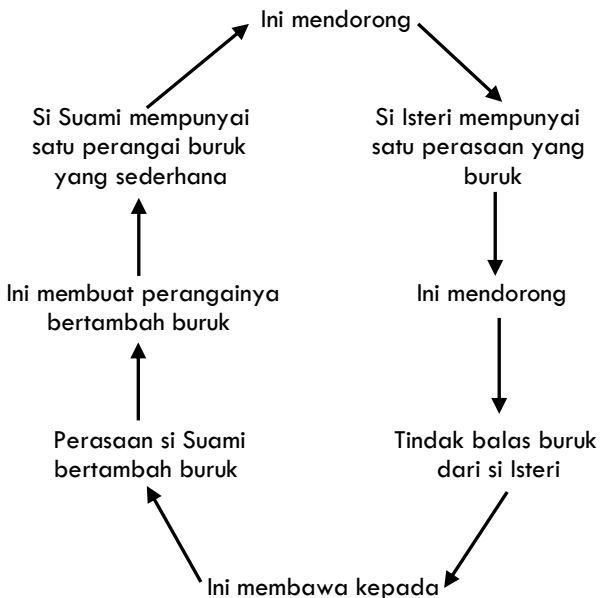 Ini mendorong
Si Suami mempunyai
satu perangai buruk
yang sederhana
Si Isteri mempunyai
satu perasaan yang
buruk
Ini membuat perangainya
bertambah buruk
Ini mendorong
Perasaan si Suami
bertambah buruk
Tindak balas buruk
dari si Isteri
Ini membawa kepada